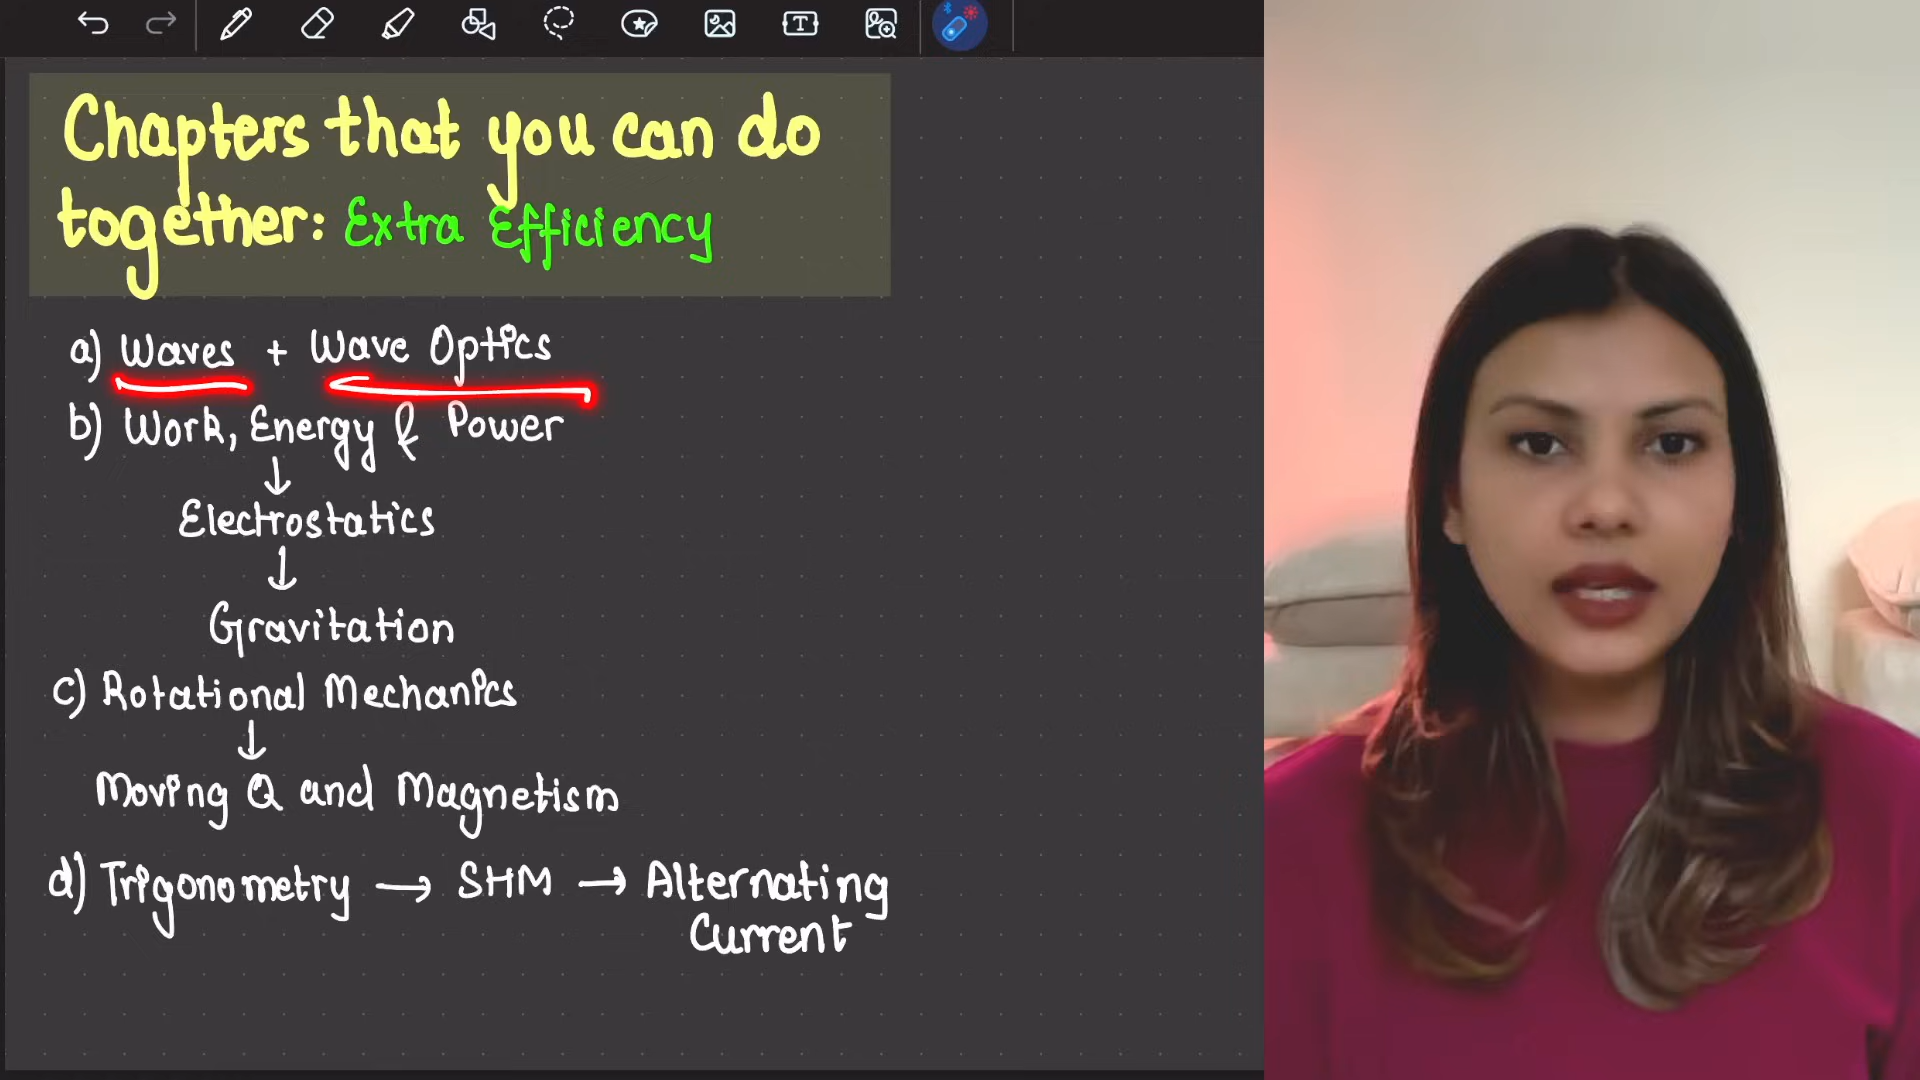 Chapters that you can do
together: Extra Efficiency
a) Waves + Wave Optics
b) Work, Energy & Power
↓
Electrostatics
↓
Gravitation
c) Rotational Mechanics
↓
Moving Q and Magnetism
d) Trigonometry → SHM → Alternating
Current